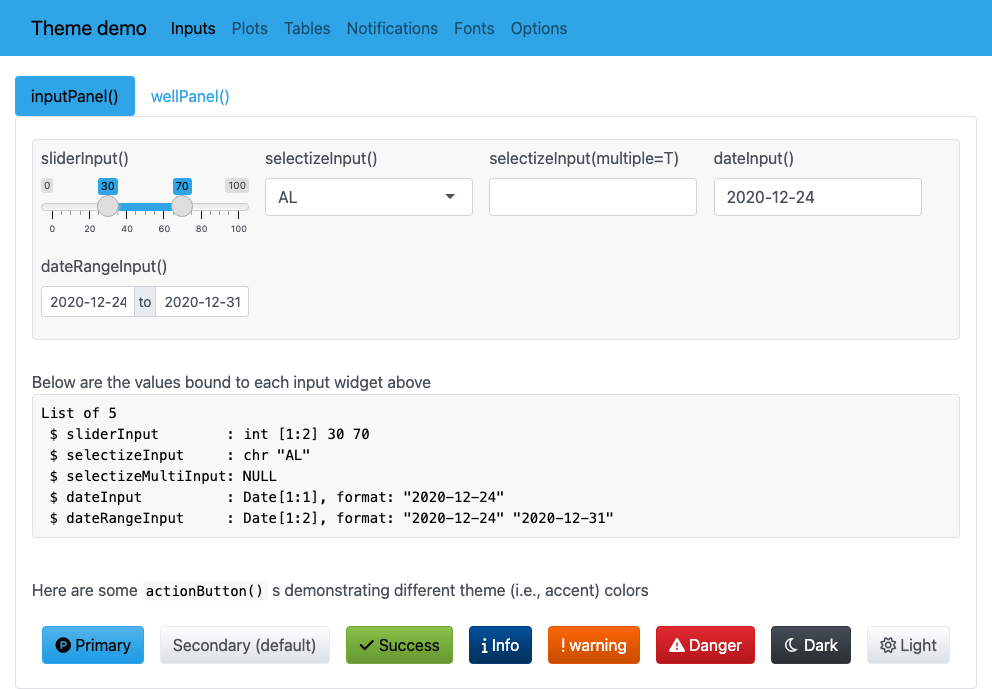 Theme demo Inputs Plots Tables Notifications Fonts Options
inputPanel() wellPanel()
sliderInput() selectizeInput() selectizeInput(multiple=T) dateInput()
0 30 70 100
AL 2020-12-24
0 20 40 60 80 100
dateRangeInput()
2020-12-24 to 2020-12-31
Below are the values bound to each input widget above
List of 5
 $ sliderInput        : int [1:2] 30 70
 $ selectizeInput     : chr "AL"
 $ selectizeMultiInput: NULL
 $ dateInput          : Date[1:1], format: "2020-12-24"
 $ dateRangeInput     : Date[1:2], format: "2020-12-24" "2020-12-31"
Here are some actionButton() s demonstrating different theme (i.e., accent) colors
P Primary Secondary (default) Success i Info ! warning Danger Dark Light